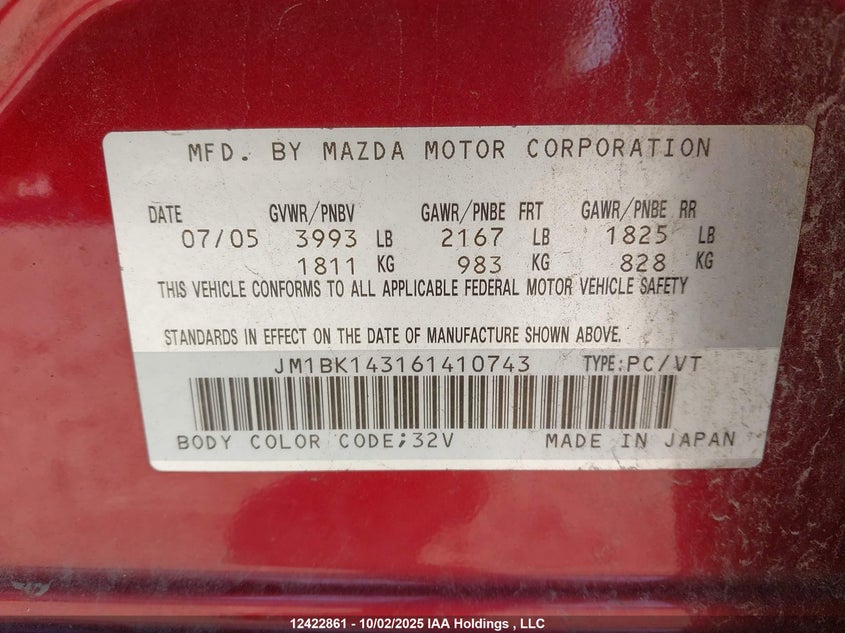 MFD. BY MAZDA MOTOR CORPORATION
DATE GVWR/PNBV GAWR/PNBE FRT GAWR/PNBE RR
07/05 3993 LB 2167 LB 1825 LB
1811 KG 983 KG 828 KG
THIS VEHICLE CONFORMS TO ALL APPLICABLE FEDERAL MOTOR VEHICLE SAFETY
STANDARDS IN EFFECT ON THE DATE OF MANUFACTURE SHOWN ABOVE.
JM1BK143161410743 TYPE:PC/VT
BODY COLOR CODE;32V MADE IN JAPAN
12422861 - 10/02/2025 IAA Holdings , LLC